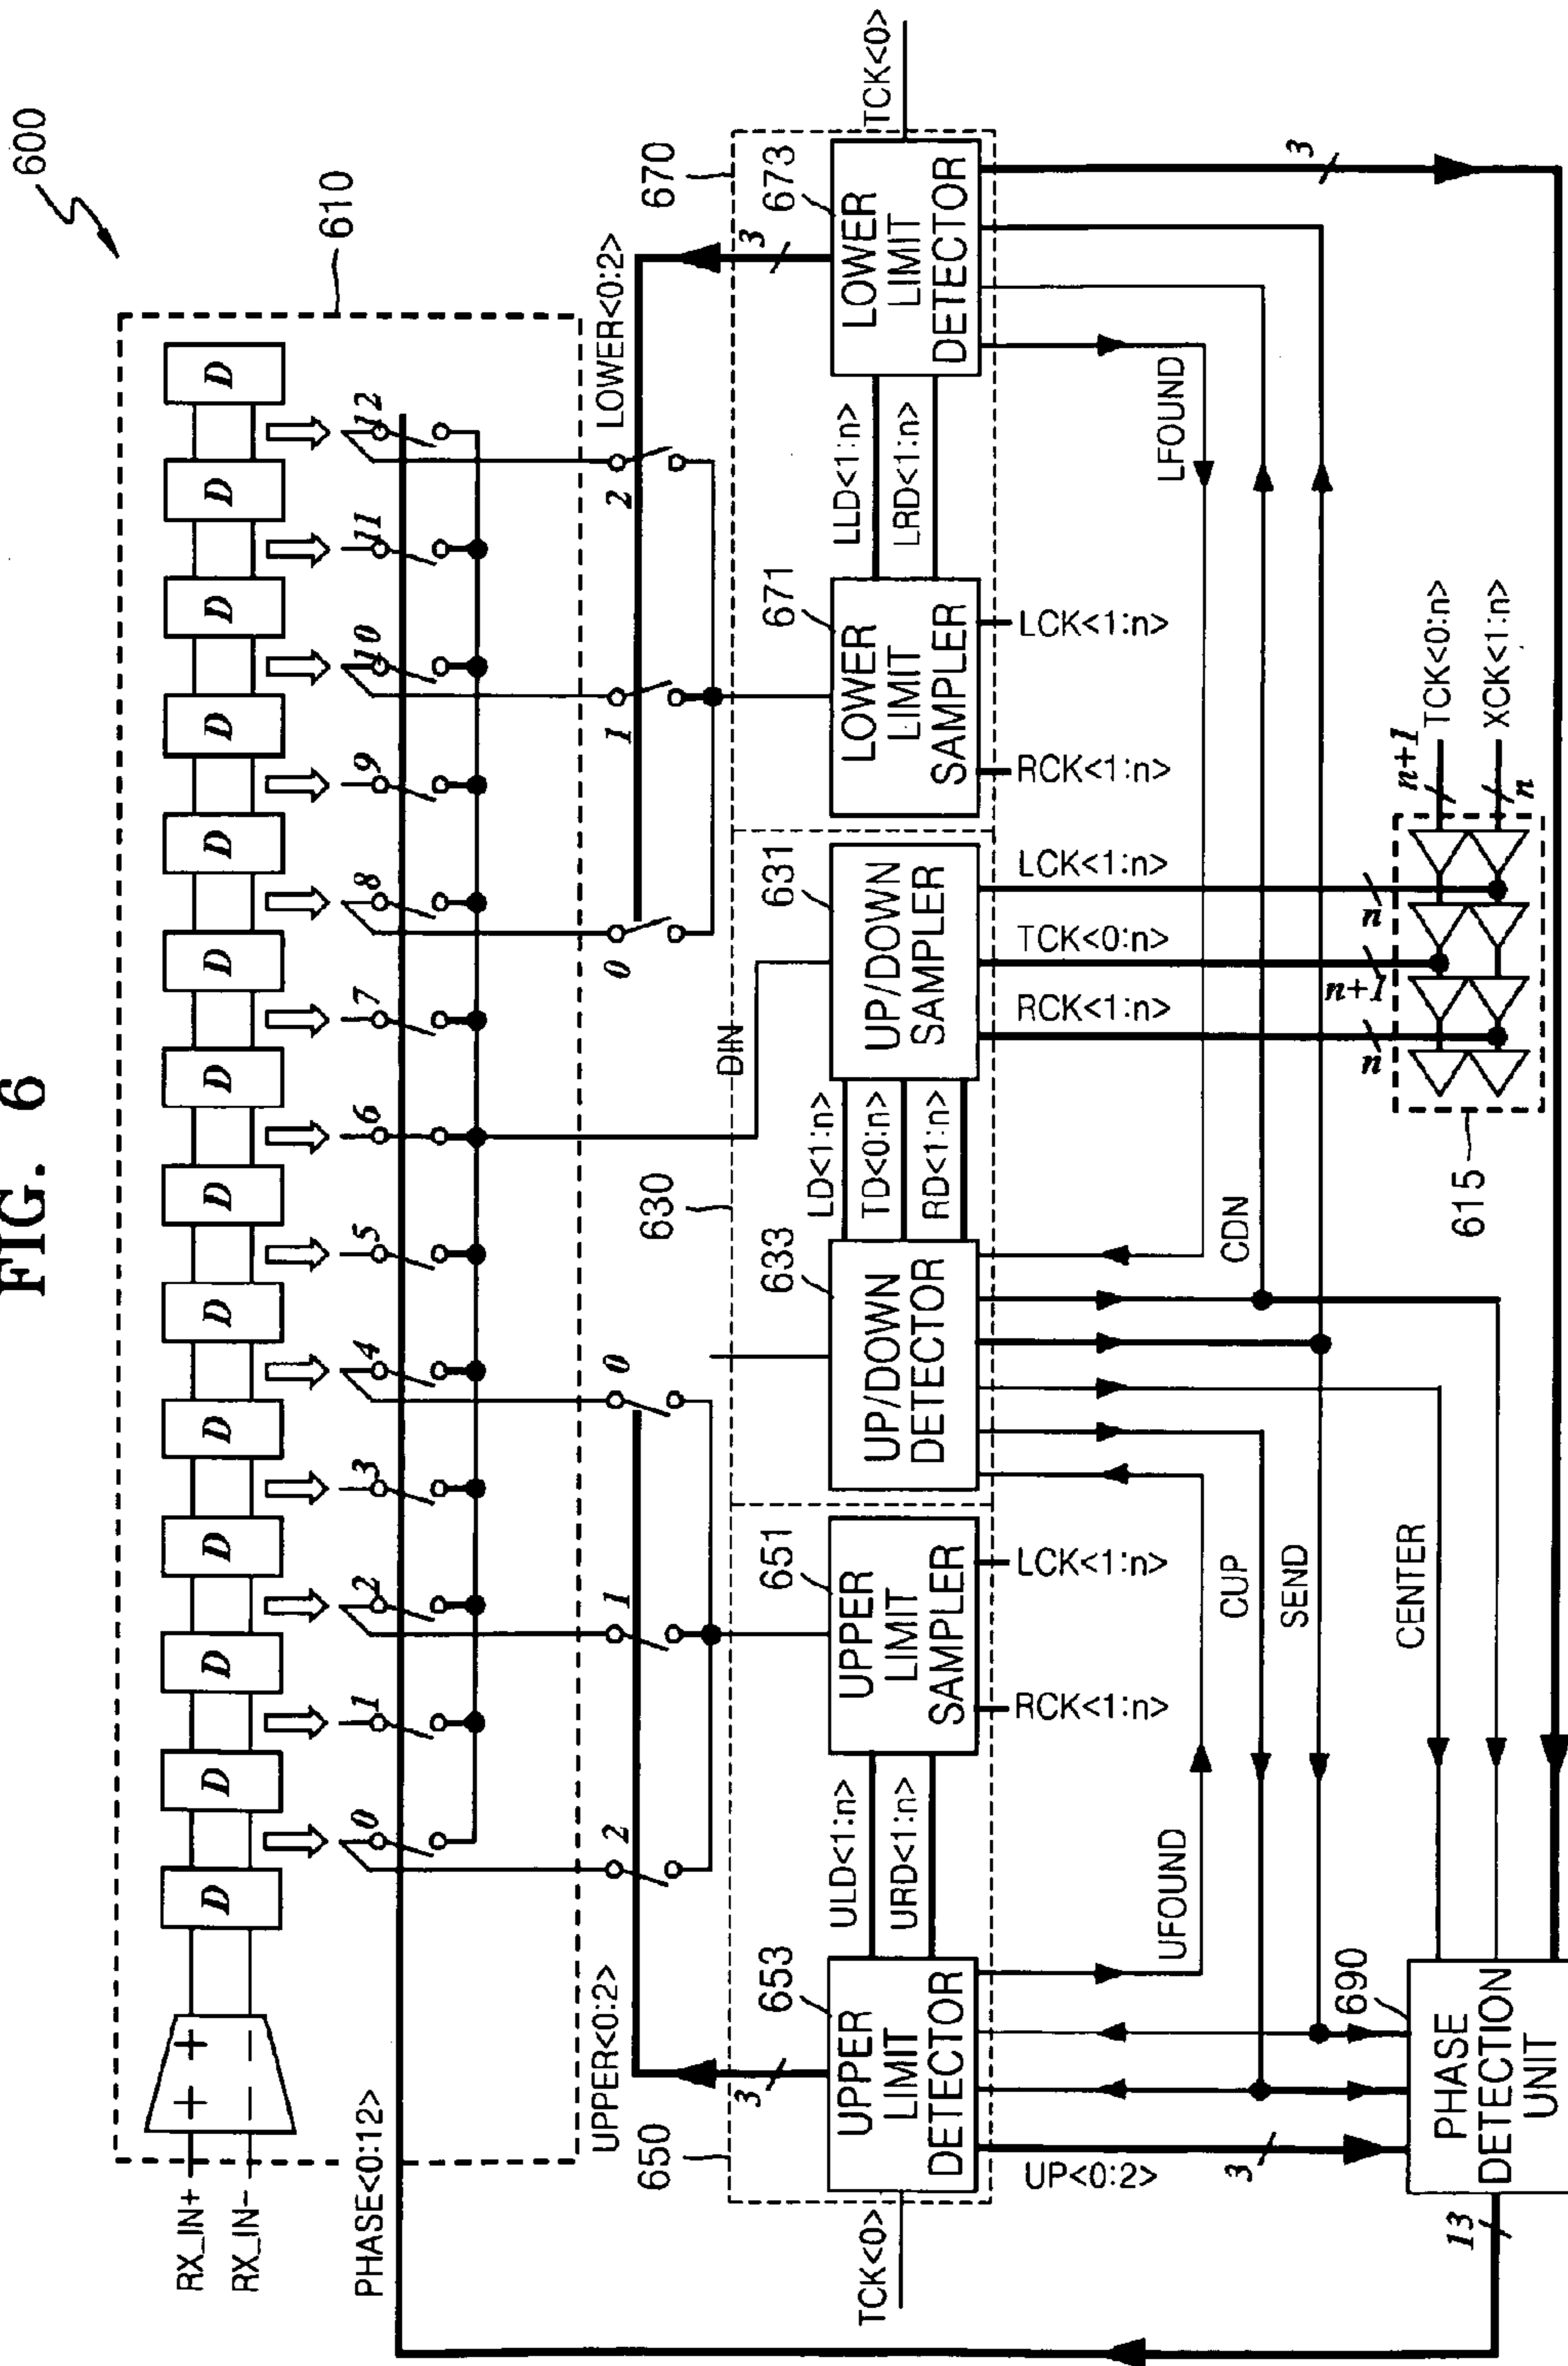 FIG. 6
600
610
RX_IN+
RX_IN−
+ +
− −
D D D D D D D D D D D D D D
0 1 2 3 4 5 6 7 8 9 10 11 12
PHASE<0:12>
UPPER<0:2>
2 1 0
DIN
0 1 2
LOWER<0:2>
650
3
630
670
3
653
651
633
631
671
673
TCK<0>
UPPER
LIMIT
DETECTOR
ULD<1:n>
URD<1:n>
UPPER
LIMIT
SAMPLER
UP/DOWN
DETECTOR
LD<1:n>
TD<0:n>
RD<1:n>
UP/DOWN
SAMPLER
LOWER
LIMIT
SAMPLER
LLD<1:n>
LRD<1:n>
LOWER
LIMIT
DETECTOR
TCK<0>
UP<0:2>
3
RCK<1:n>
LCK<1:n>
RCK<1:n>
TCK<0:n>
LCK<1:n>
RCK<1:n>
LCK<1:n>
UFOUND
LFOUND
CUP
CDN
SEND
CENTER
3
n
n+1
n
n+1
TCK<0:n>
n
XCK<1:n>
615
690
PHASE
DETECTION
UNIT
13